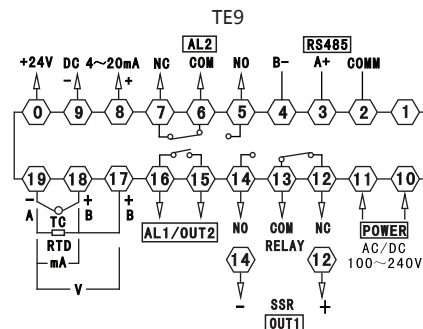 TE9
AL2 RS485
+24V DC 4～20mA NC COM NO B- A+ COMM
- +
0 9 8 7 6 5 4 3 2 1
19 18 17 16 15 14 13 12 11 10
- + +
A TC B B
RTD
mA
V
AL1/OUT2
NO COM NC
RELAY
POWER
AC/DC
100～240V
14 12
- SSR +
OUT1